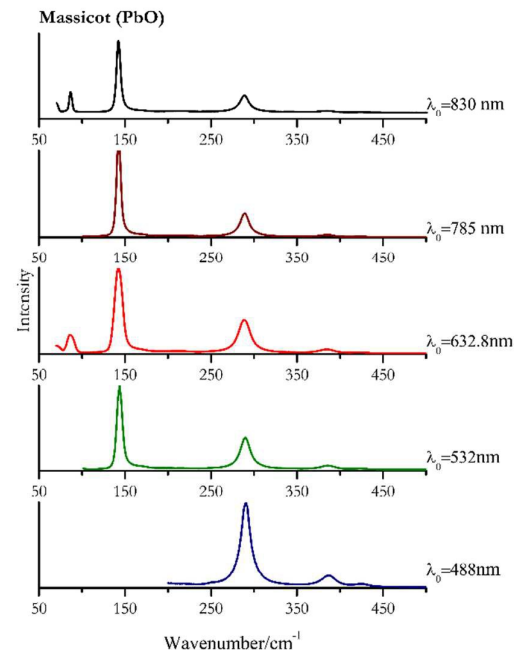 Massicot (PbO)
λ₀=830 nm
50 150 250 350 450
λ₀=785 nm
50 150 250 350 450
λ₀=632.8nm
50 150 250 350 450
Intensity
λ₀=532nm
50 150 250 350 450
λ₀=488nm
50 150 250 350 450
Wavenumber/cm⁻¹